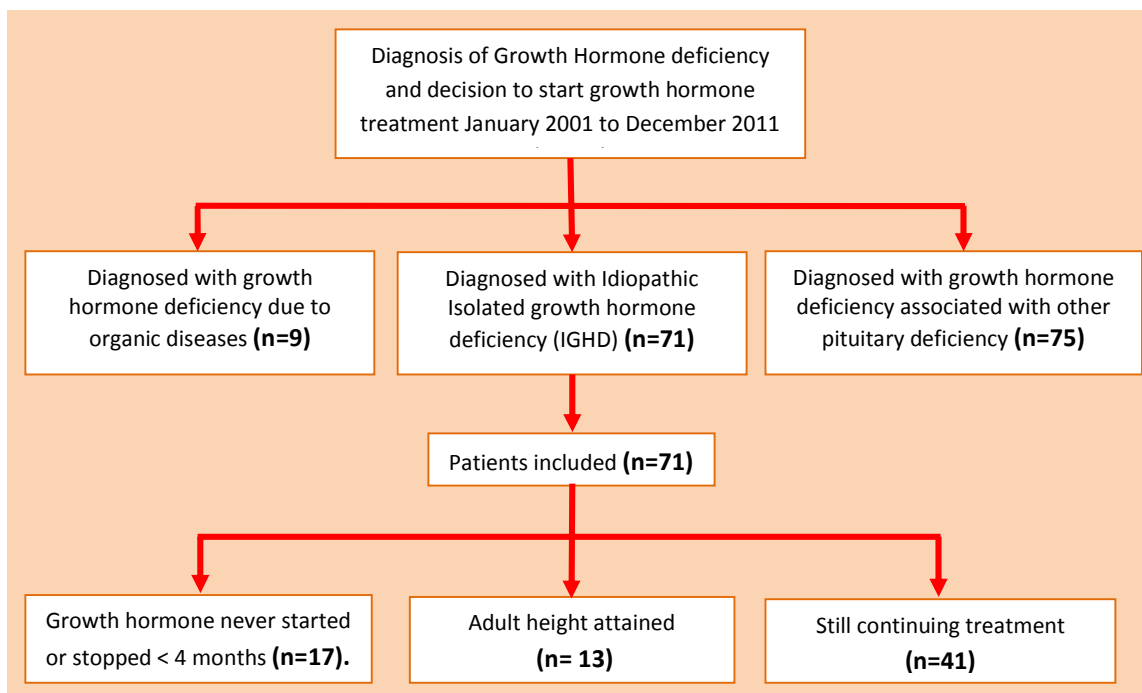 Diagnosis of Growth Hormone deficiency
and decision to start growth hormone
treatment January 2001 to December 2011
Diagnosed with growth
hormone deficiency due to
organic diseases (n=9)
Diagnosed with Idiopathic
Isolated growth hormone
deficiency (IGHD) (n=71)
Diagnosed with growth hormone
deficiency associated with other
pituitary deficiency (n=75)
Patients included (n=71)
Growth hormone never started
or stopped < 4 months (n=17).
Adult height attained
(n= 13)
Still continuing treatment
(n=41)